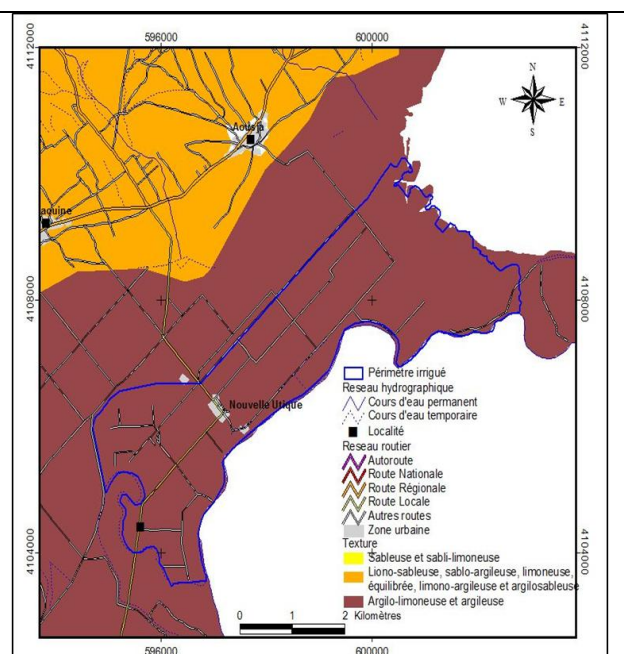 596000 600000
4112000 4112000
N
W E
S
Aousja
aquine
4108000 4108000
Périmetre irrigué
Reseau hydrographique
Cours d'eau permanent
Cours d'eau temporaire
Nouvelle Utique
Localité
Reseau routier
Autoroute
Route Nationale
Route Régionale
Route Locale
Autres routes
Zone urbaine
Texture
4104000 4104000
Sableuse et sabli-limoneuse
Liono-sableuse, sablo-argileuse, limoneuse,
équilibrée, limono-argileuse et argilosableuse
Argilo-limoneuse et argileuse
0 1 2 Kilomètres
596000 600000